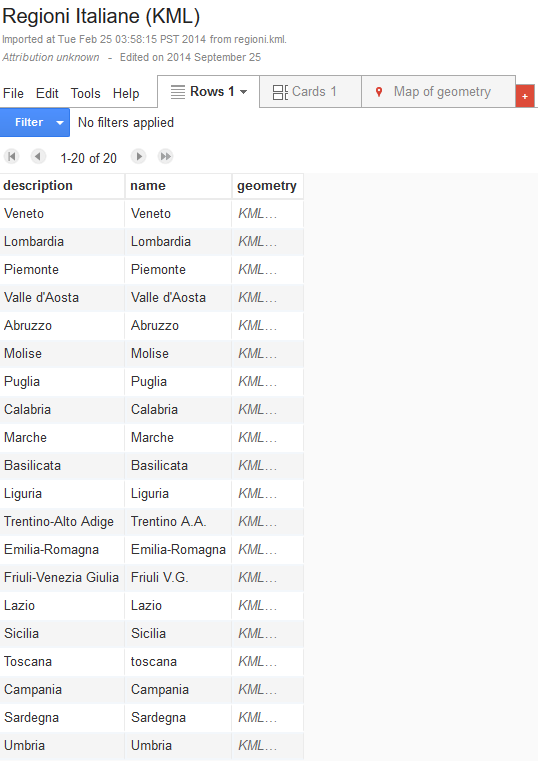 Regioni Italiane (KML)
Imported at Tue Feb 25 03:58:15 PST 2014 from regioni.kml.
Attribution unknown - Edited on 2014 September 25
File Edit Tools Help Rows 1 Cards 1 Map of geometry +
Filter No filters applied
1-20 of 20
description name geometry
Veneto Veneto KML...
Lombardia Lombardia KML...
Piemonte Piemonte KML...
Valle d'Aosta Valle d'Aosta KML...
Abruzzo Abruzzo KML...
Molise Molise KML...
Puglia Puglia KML...
Calabria Calabria KML...
Marche Marche KML...
Basilicata Basilicata KML...
Liguria Liguria KML...
Trentino-Alto Adige Trentino A.A. KML...
Emilia-Romagna Emilia-Romagna KML...
Friuli-Venezia Giulia Friuli V.G. KML...
Lazio Lazio KML...
Sicilia Sicilia KML...
Toscana toscana KML...
Campania Campania KML...
Sardegna Sardegna KML...
Umbria Umbria KML...